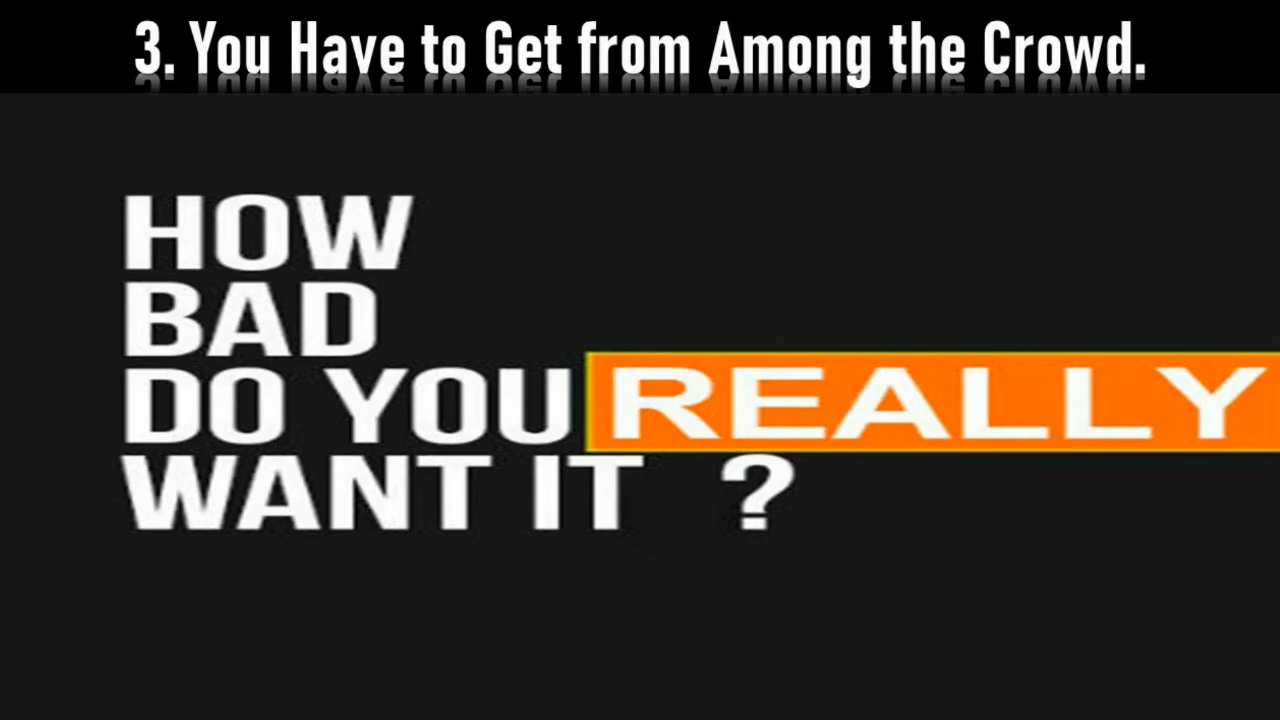 3. You Have to Get from Among the Crowd.
HOW
BAD
DO YOU REALLY
WANT IT ?